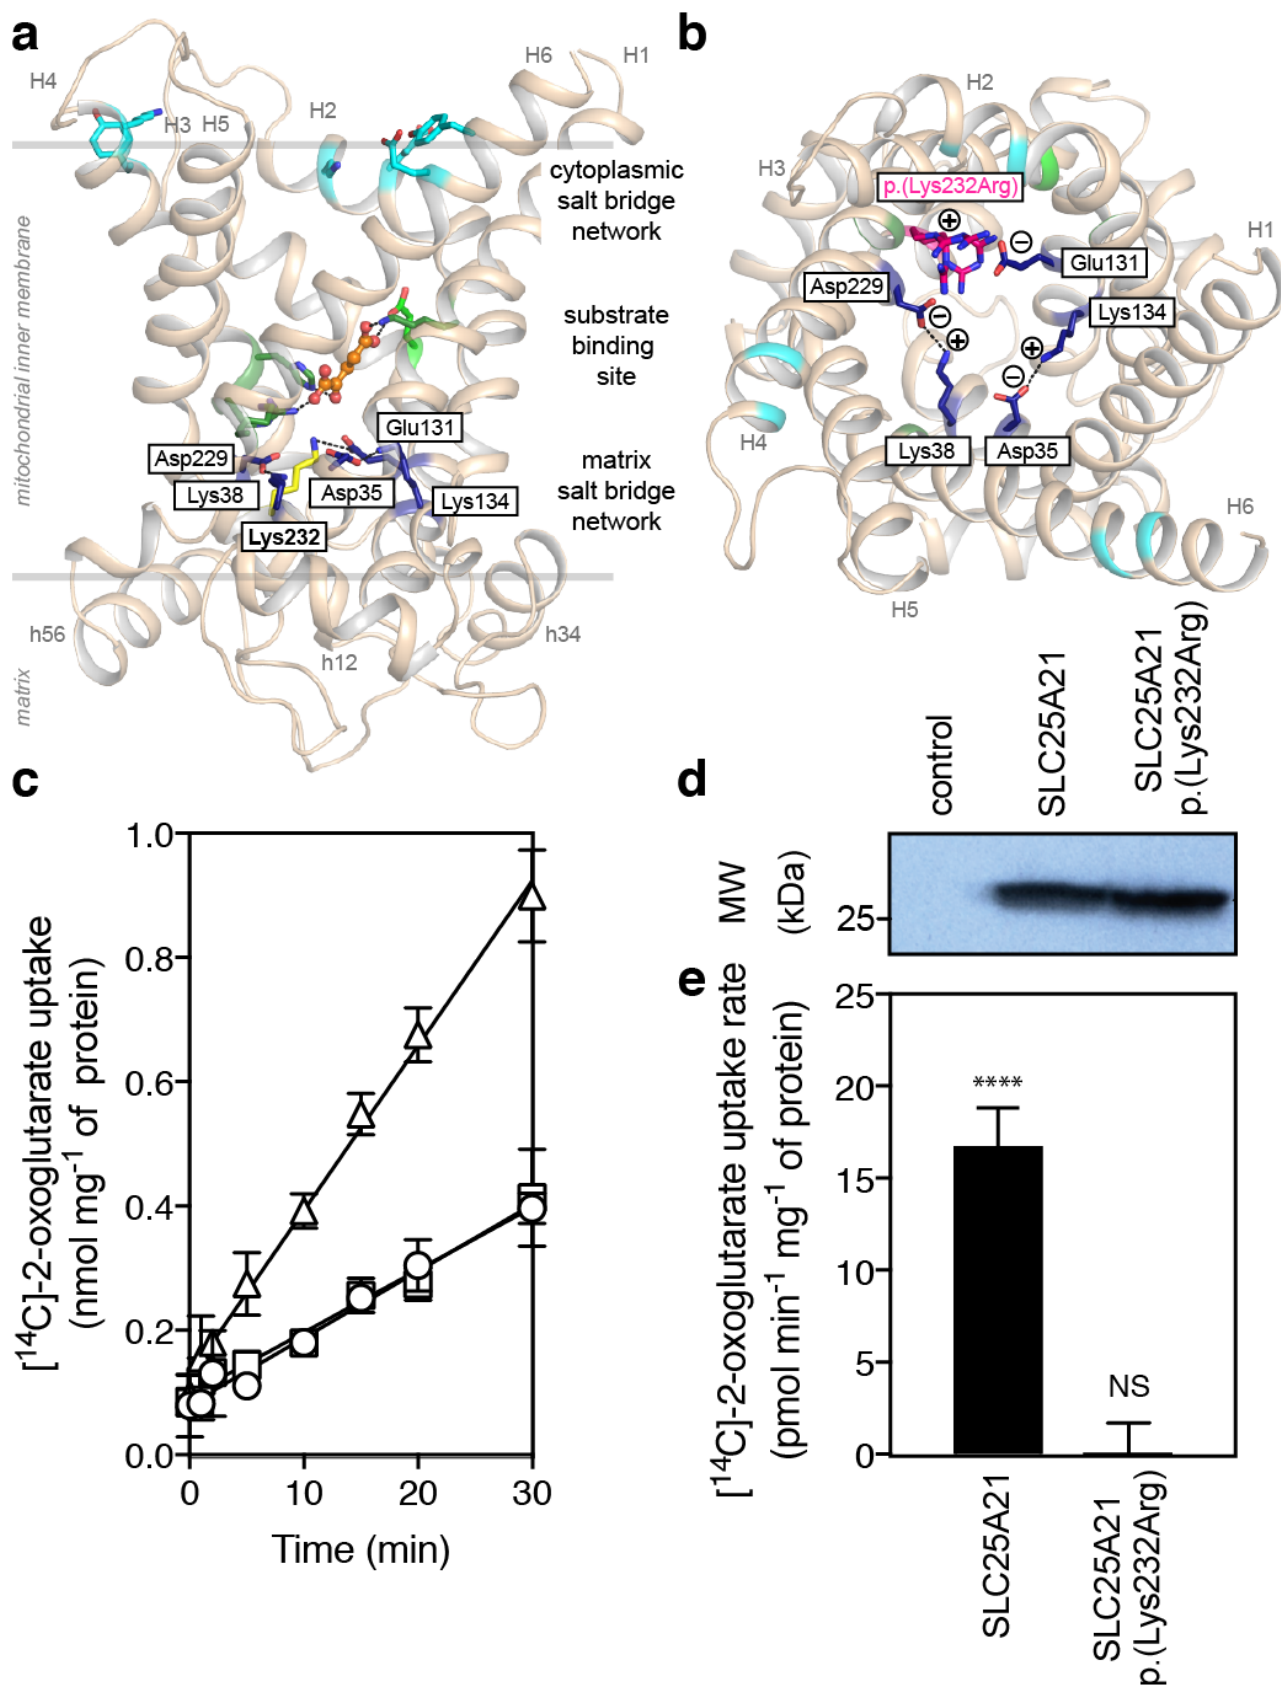 a
H4
H3
H5
H2
H6
H1
mitochondrial inner membrane
matrix
cytoplasmic
salt bridge
network
substrate
binding
site
matrix
salt bridge
network
Glu131
Asp229
Lys38
Asp35
Lys134
Lys232
h56
h12
h34
b
H2
H3
p.(Lys232Arg)
+
−
Glu131
H1
Asp229
−
+
Lys134
+
−
H4
Lys38
Asp35
H6
H5
c
[¹⁴C]-2-oxoglutarate uptake
(nmol mg⁻¹ of protein)
1.0
0.8
0.6
0.4
0.2
0.0
0
10
20
30
Time (min)
d
control
SLC25A21
SLC25A21
p.(Lys232Arg)
MW
(kDa)
25
e
[¹⁴C]-2-oxoglutarate uptake rate
(pmol min⁻¹ mg⁻¹ of protein)
25
20
15
10
5
0
****
NS
SLC25A21
SLC25A21
p.(Lys232Arg)